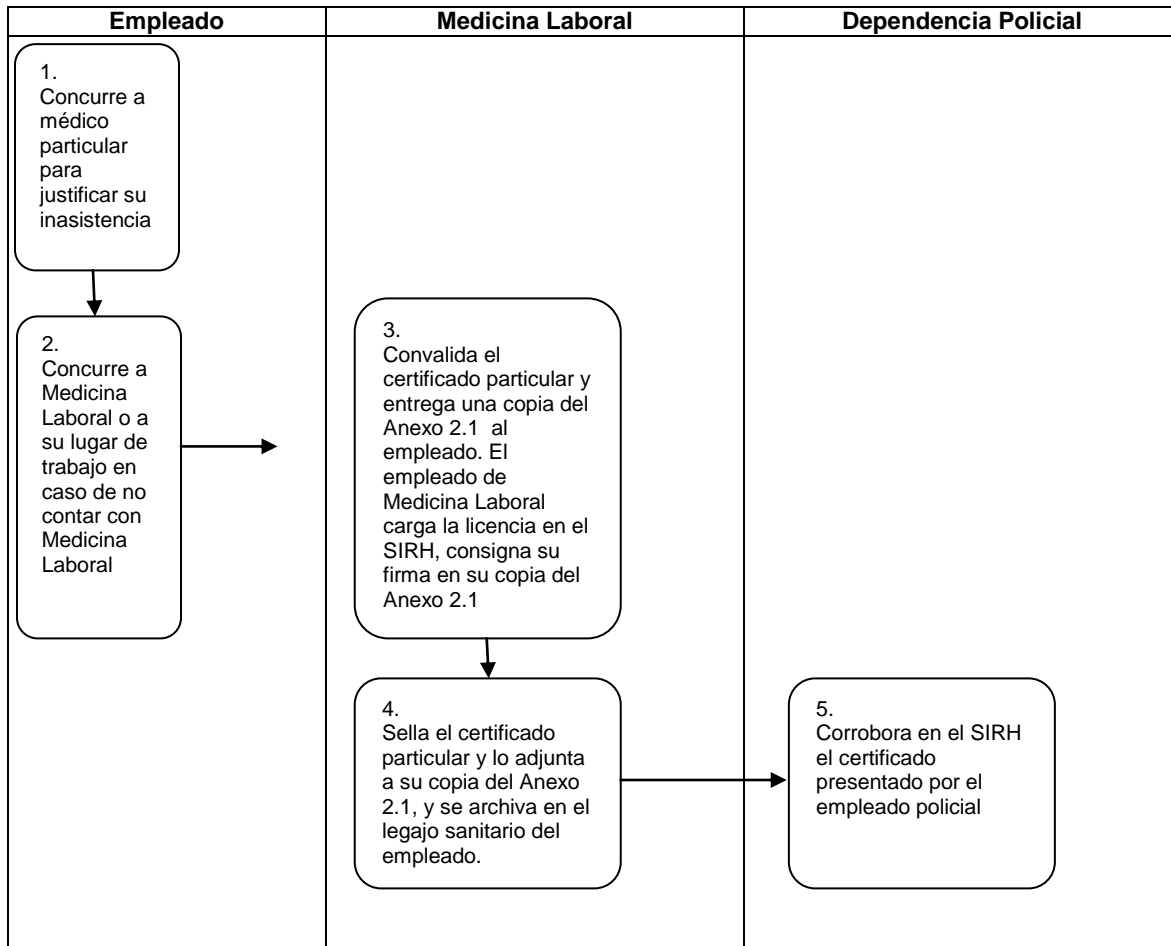 Empleado
Medicina Laboral
Dependencia Policial
1.
Concurre a
médico
particular
para
justificar su
inasistencia
2.
Concurre a
Medicina
Laboral o a
su lugar de
trabajo en
caso de no
contar con
Medicina
Laboral
3.
Convalida el
certificado particular y
entrega una copia del
Anexo 2.1 al
empleado. El
empleado de
Medicina Laboral
carga la licencia en el
SIRH, consigna su
firma en su copia del
Anexo 2.1
4.
Sella el certificado
particular y lo adjunta
a su copia del Anexo
2.1, y se archiva en el
legajo sanitario del
empleado.
5.
Corrobora en el SIRH
el certificado
presentado por el
empleado policial